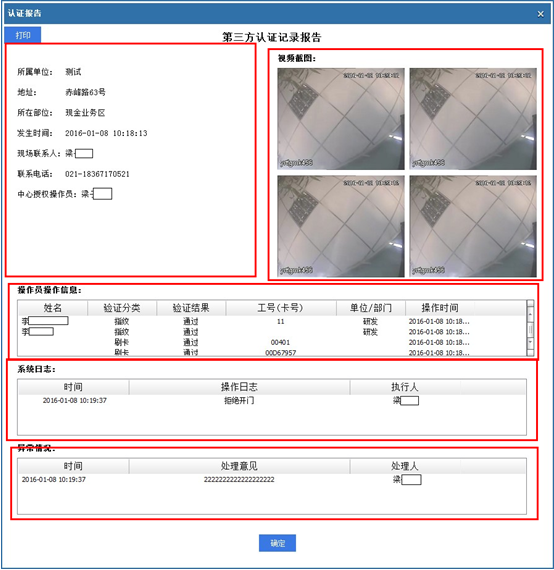 认证报告
打印
第三方认证记录报告
视频截图:
所属单位: 测试
地址: 赤峰路63号
所在部位: 现金业务区
发生时间: 2016-01-08 10:18:13
现场联系人: 梁
联系电话: 021-18367170521
中心授权操作员: 梁
操作员操作信息:
姓名 验证分类 验证结果 工号(卡号) 单位/部门 操作时间
李 指纹 通过 11 研发 2016-01-08 10:18...
李 指纹 通过 研发 2016-01-08 10:18...
刷卡 通过 00401 2016-01-08 10:18...
刷卡 通过 00D67957 2016-01-08 10:18...
系统日志:
时间 操作日志 执行人
2016-01-08 10:19:37 拒绝开门 梁
异常情况:
时间 处理意见 处理人
2016-01-08 10:19:37 2222222222222222222 梁
确定